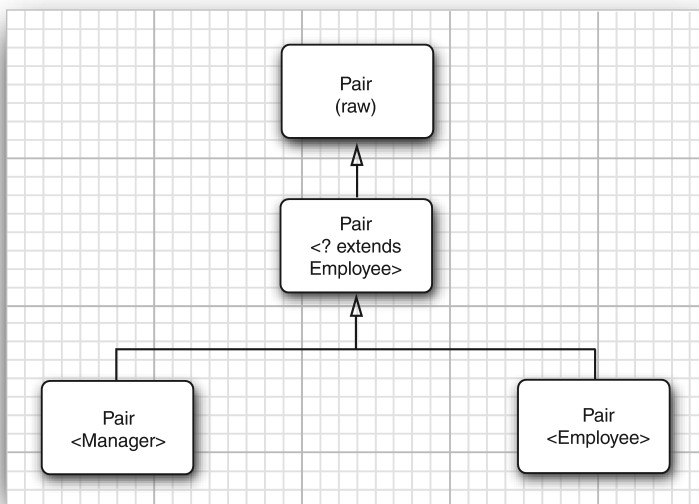 Pair
(raw)
Pair
<? extends
Employee>
Pair
<Manager>
Pair
<Employee>